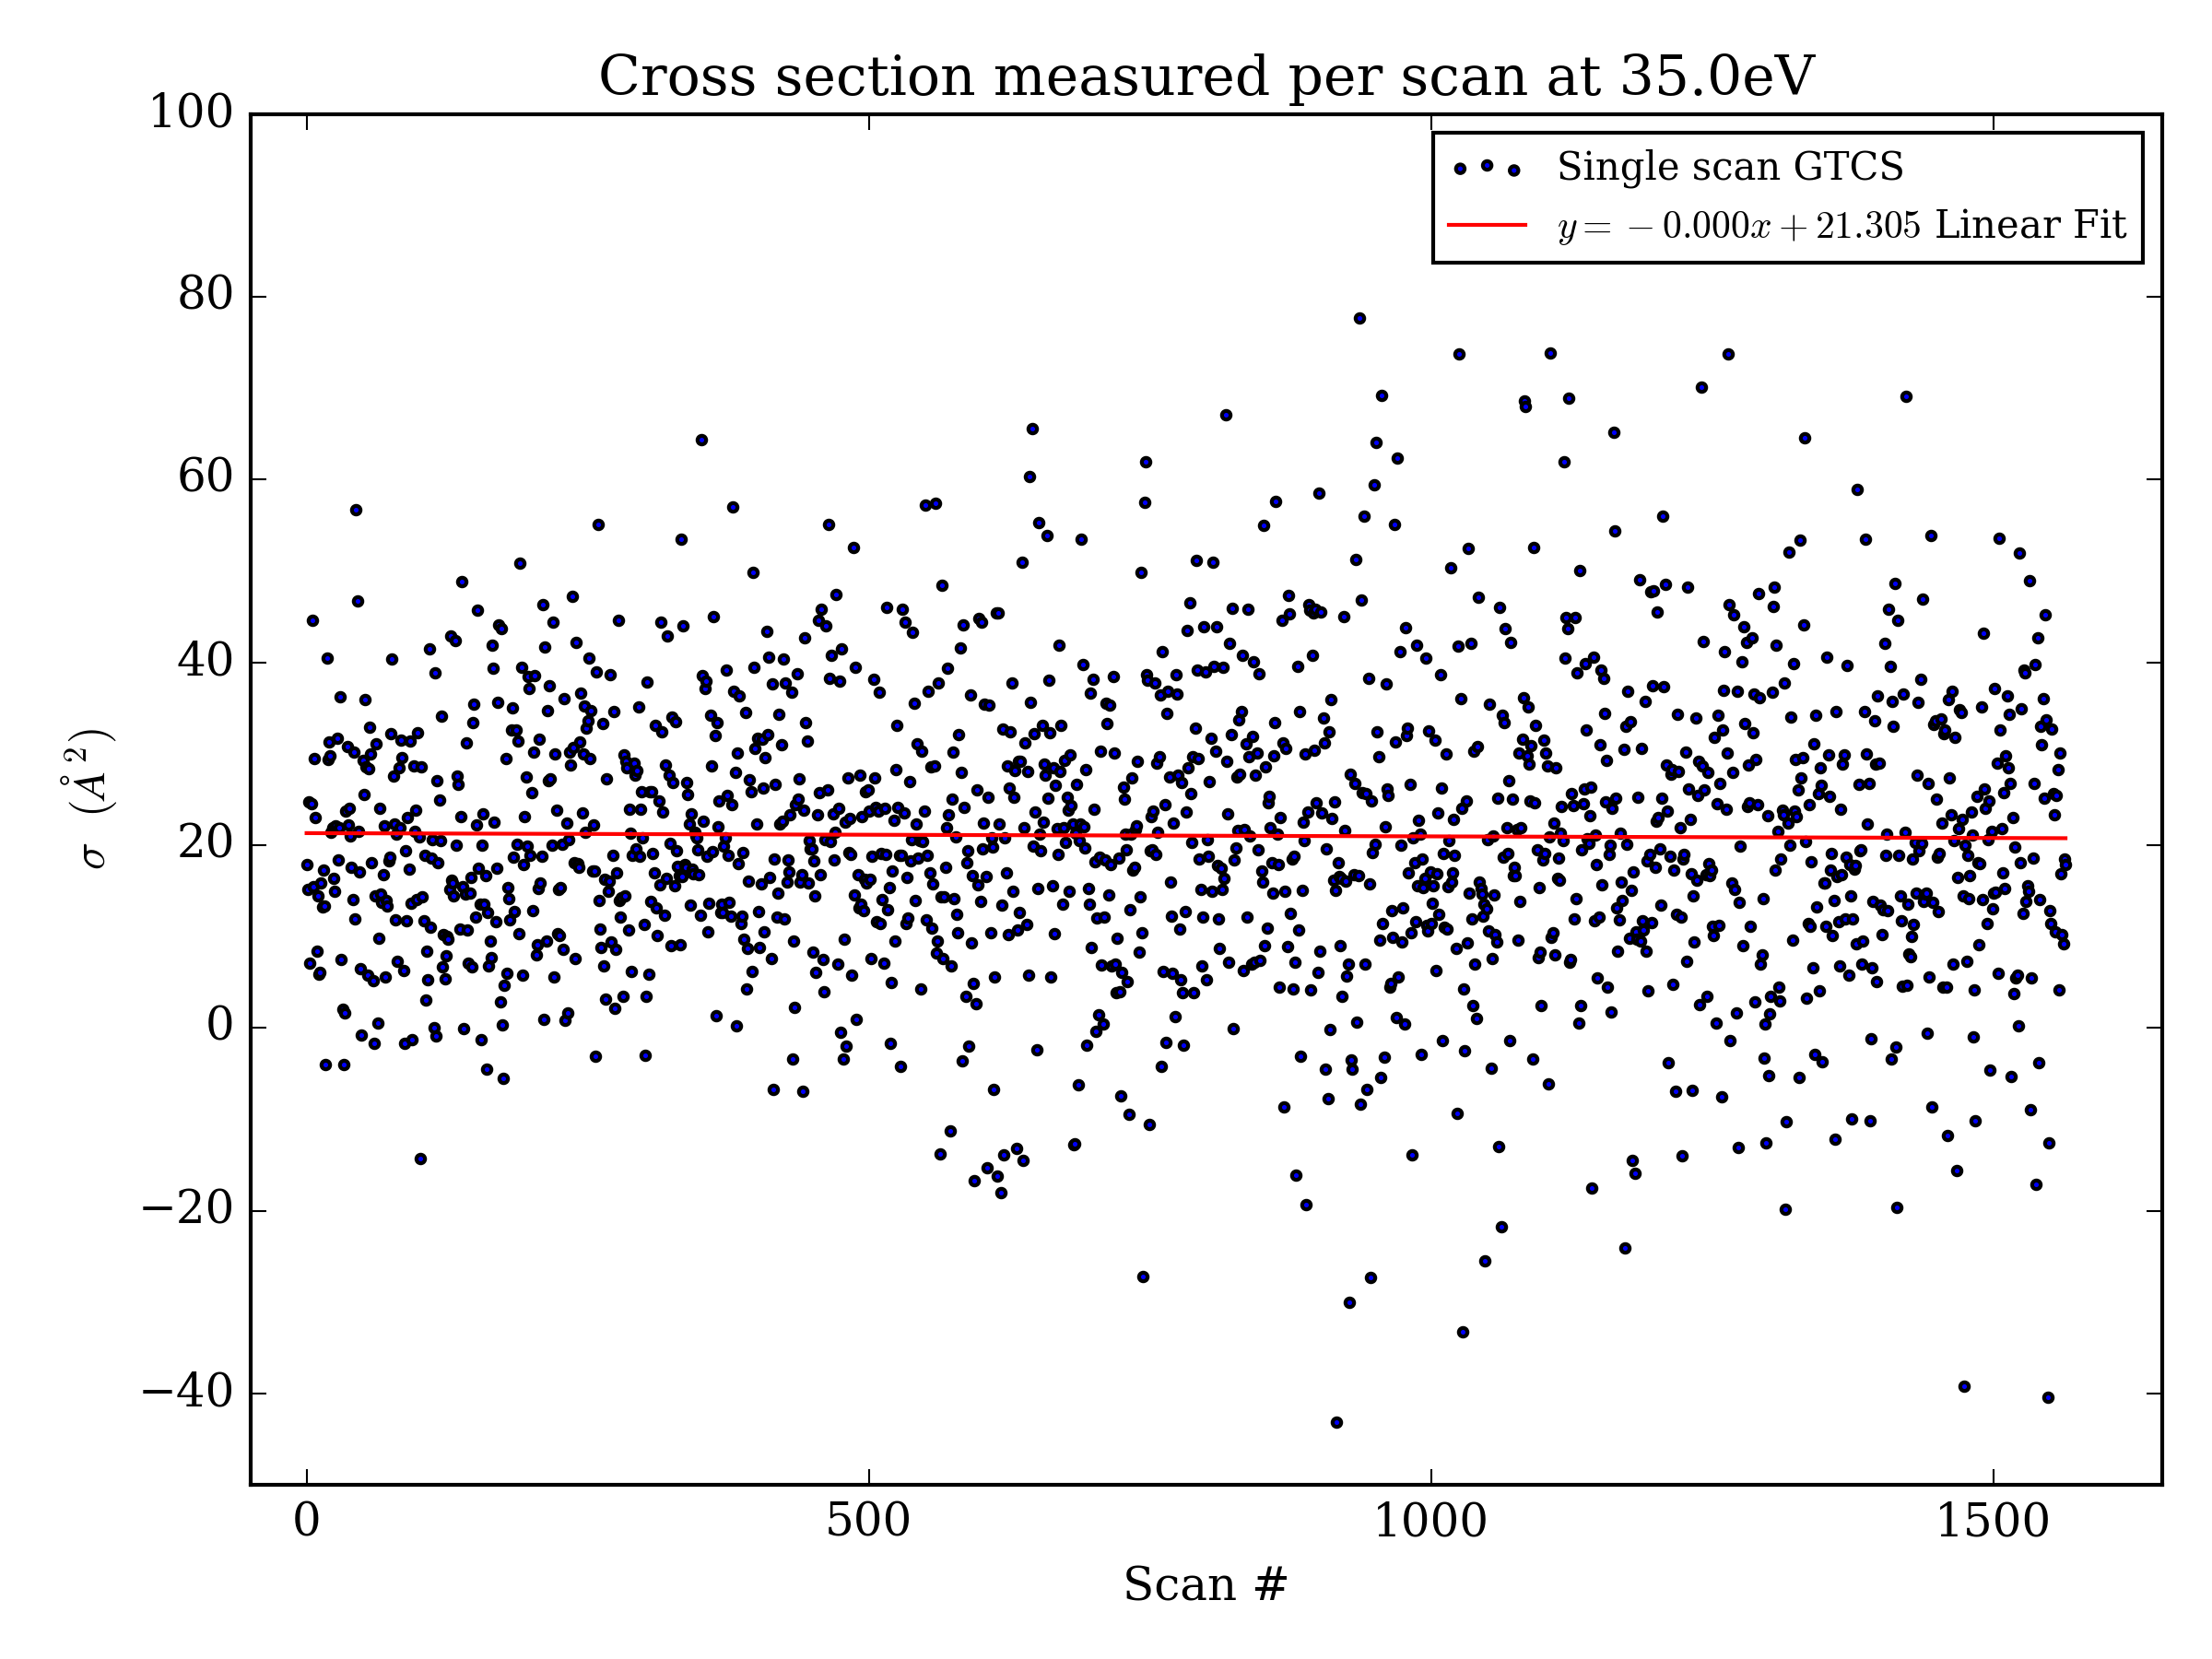 Cross section measured per scan at 35.0eV
100
80
60
40
20
0
−20
−40
σ (Å²)
Single scan GTCS
y = −0.000x + 21.305 Linear Fit
0 500 1000 1500
Scan #